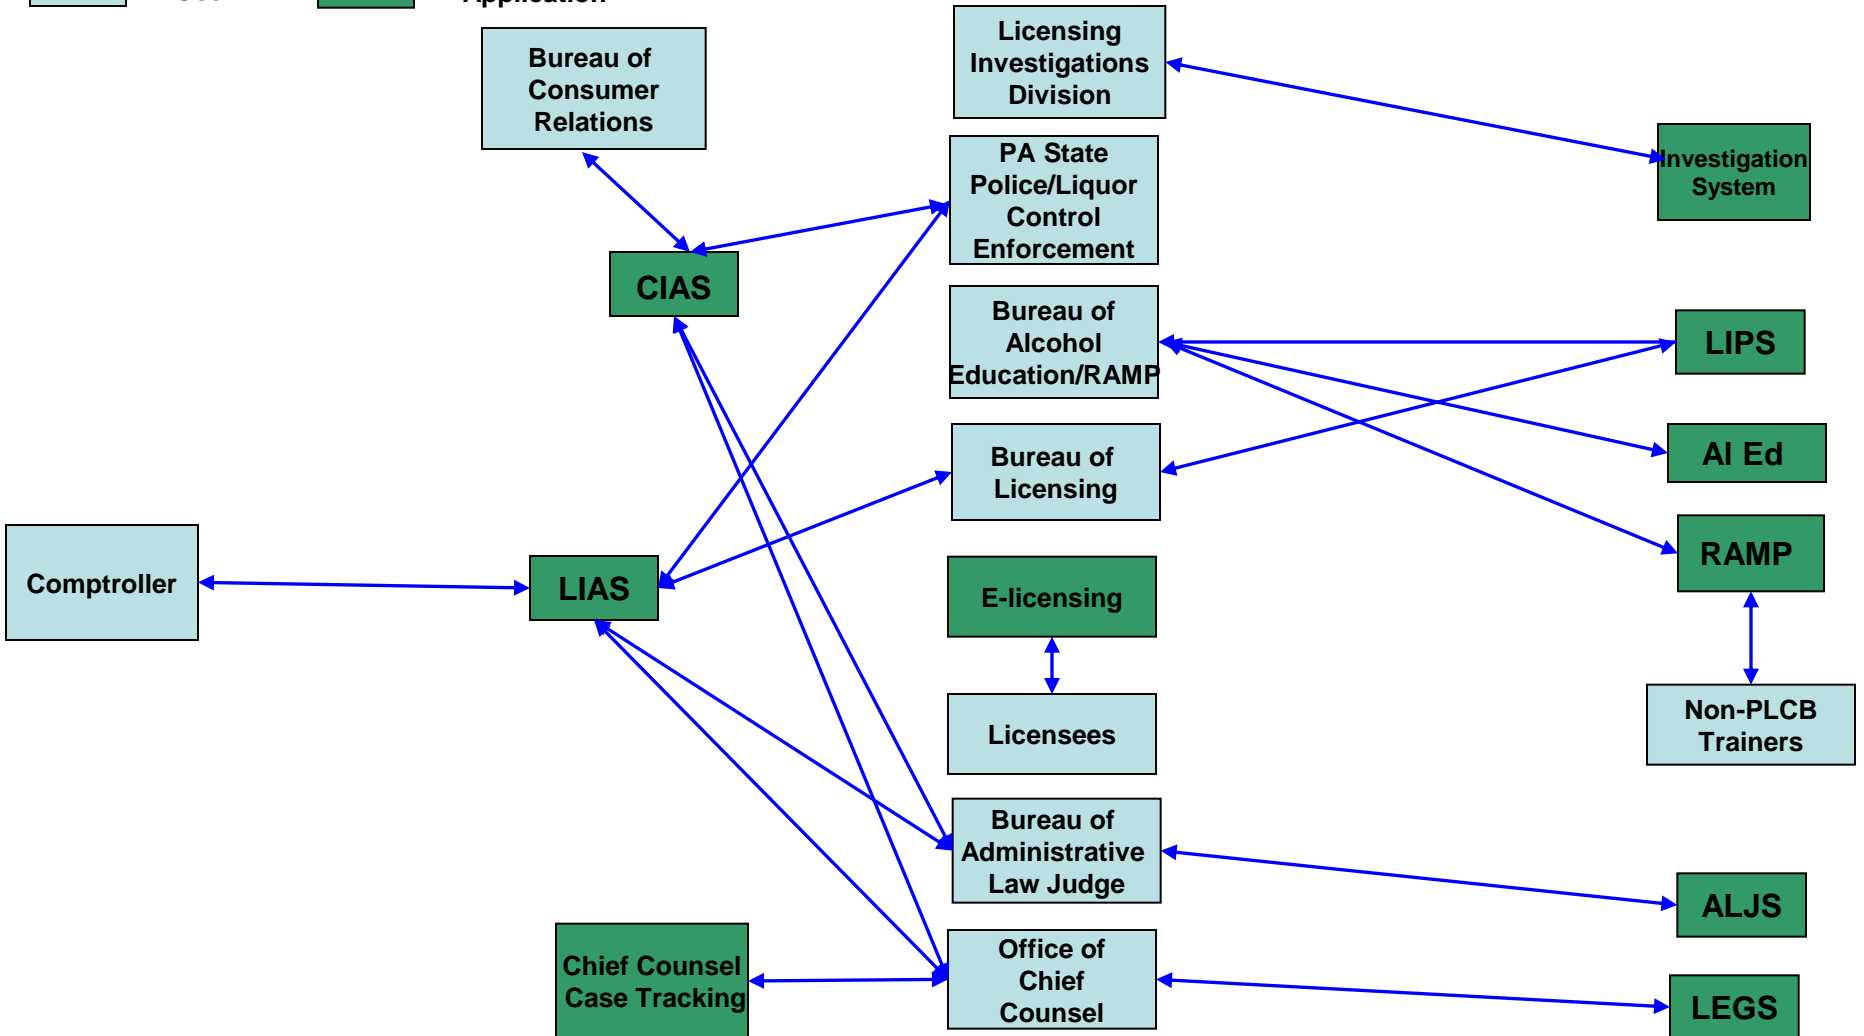 Application
Bureau of
Consumer
Relations
Licensing
Investigations
Division
PA State
Police/Liquor
Control
Enforcement
Investigation
System
CIAS
Bureau of
Alcohol
Education/RAMP
LIPS
Bureau of
Licensing
Al Ed
Comptroller
LIAS
E-licensing
RAMP
Licensees
Non-PLCB
Trainers
Bureau of
Administrative
Law Judge
ALJS
Chief Counsel
Case Tracking
Office of
Chief
Counsel
LEGS